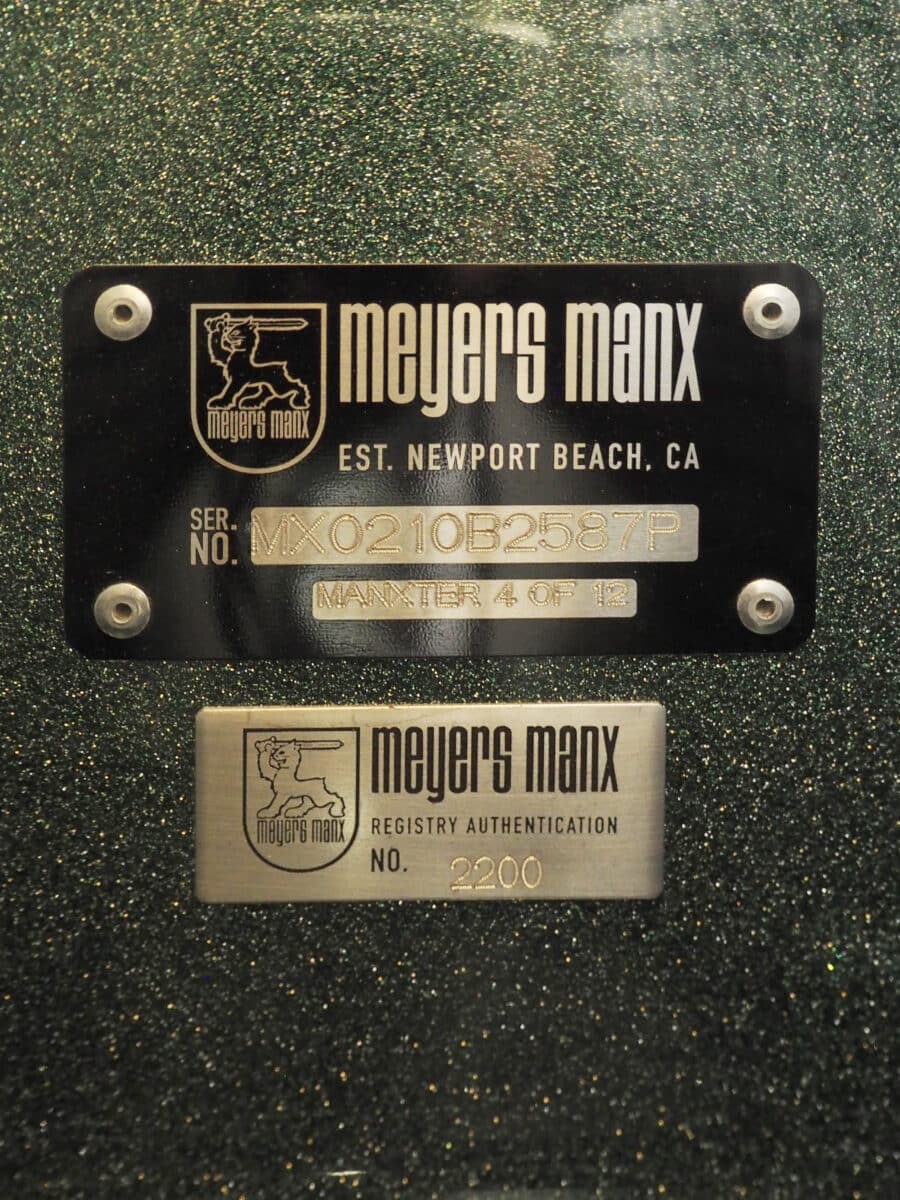 meyers manx
meyers manx
EST. NEWPORT BEACH, CA
SER. NO. MX0210B2587P
MANXTER 4 OF 12
meyers manx
meyers manx
REGISTRY AUTHENTICATION
NO. 2200